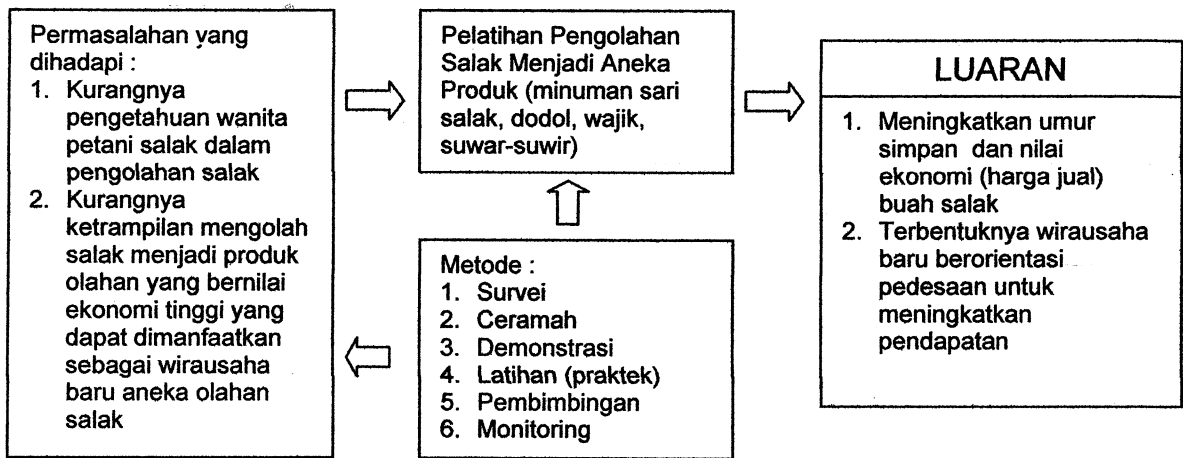 Permasalahan yang
dihadapi :
1. Kurangnya
pengetahuan wanita
petani salak dalam
pengolahan salak
2. Kurangnya
ketrampilan mengolah
salak menjadi produk
olahan yang bernilai
ekonomi tinggi yang
dapat dimanfaatkan
sebagai wirausaha
baru aneka olahan
salak
Pelatihan Pengolahan
Salak Menjadi Aneka
Produk (minuman sari
salak, dodol, wajik,
suwar-suwir)
Metode :
1. Survei
2. Ceramah
3. Demonstrasi
4. Latihan (praktek)
5. Pembimbingan
6. Monitoring
LUARAN
1. Meningkatkan umur
simpan dan nilai
ekonomi (harga jual)
buah salak
2. Terbentuknya wirausaha
baru berorientasi
pedesaan untuk
meningkatkan
pendapatan